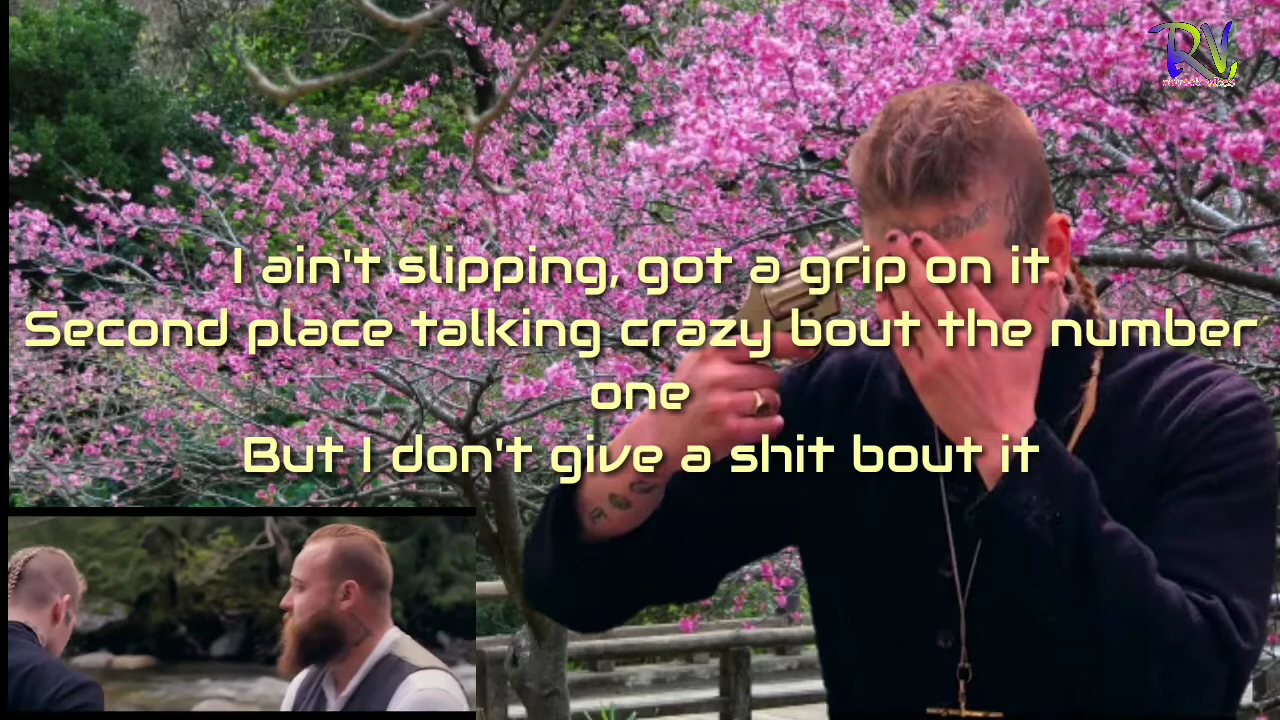 RV
I ain't slipping, got a grip on it
Second place talking crazy bout the number
one
But I don't give a shit bout it